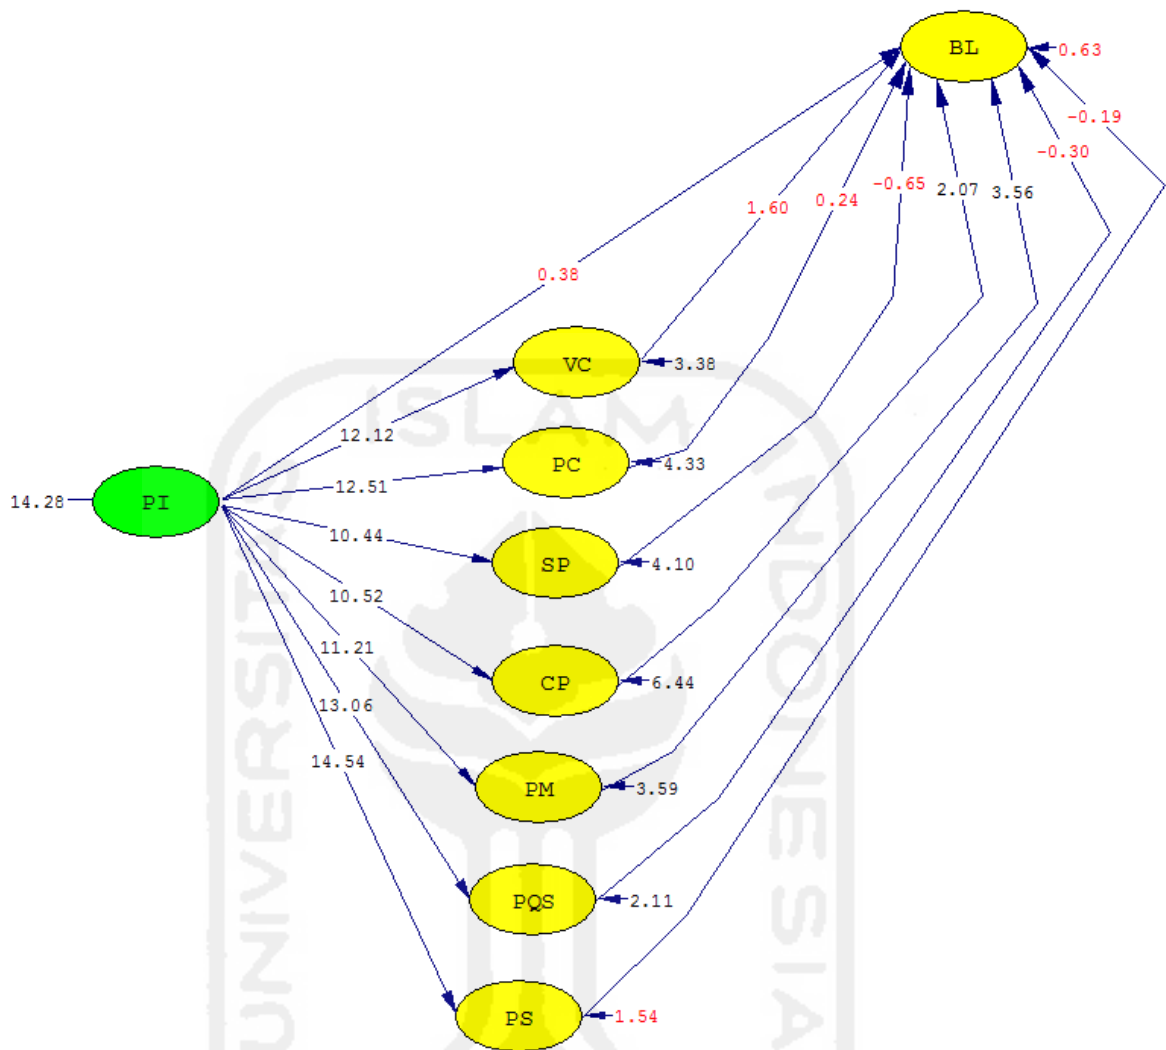 BL
0.63
-0.19
-0.30
-0.65
2.07
3.56
0.24
1.60
0.38
VC
3.38
12.12
PC
4.33
12.51
14.28
PI
10.44
SP
4.10
10.52
11.21
CP
6.44
13.06
14.54
PM
3.59
PQS
2.11
PS
1.54
UNIVERSITAS
ISLAM
INDONESIA